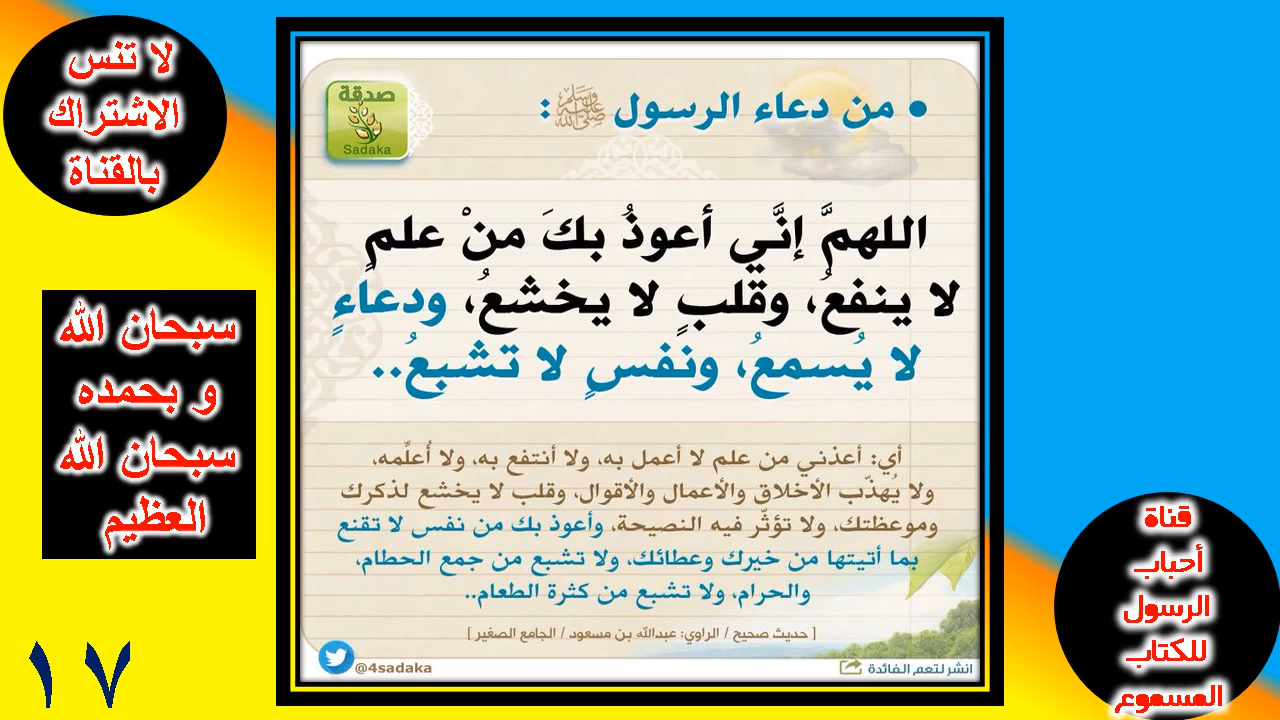 لا تنس
الاشتراك
بالقناة
سبحان الله
و بحمده
سبحان الله
العظيم
١٧
صدقة
Sadaka
• من دعاء الرسول ﷺ :
اللهمَّ إنَّي أعوذُ بكَ منْ علمٍ
لا ينفعُ، وقلبٍ لا يخشعُ، ودعاءٍ
لا يُسمعُ، ونفسٍ لا تشبعُ..
أي: أعذني من علم لا أعمل به، ولا أنتفع به، ولا أُعلِّمه،
ولا يُهذّب الأخلاق والأعمال والأقوال، وقلب لا يخشع لذكرك
وموعظتك، ولا تؤثّر فيه النصيحة، وأعوذ بك من نفس لا تقنع
بما أتيتها من خيرك وعطائك، ولا تشبع من جمع الحطام،
والحرام، ولا تشبع من كثرة الطعام..
[ حديث صحيح / الراوي: عبدالله بن مسعود / الجامع الصغير ]
@4sadaka
انشر لتعم الفائدة
قناة
أحباب
الرسول
للكتاب
المسموع